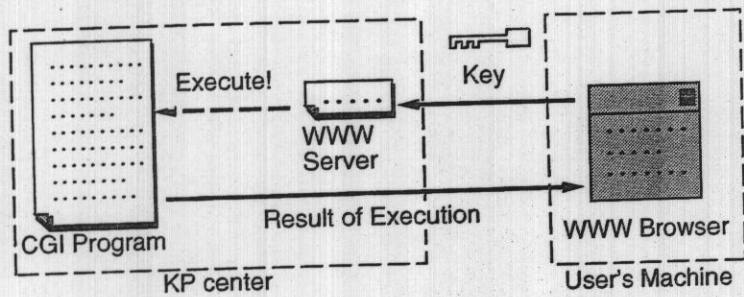 Execute!
Key
WWW
Server
Result of Execution
CGI Program
WWW Browser
KP center
User's Machine